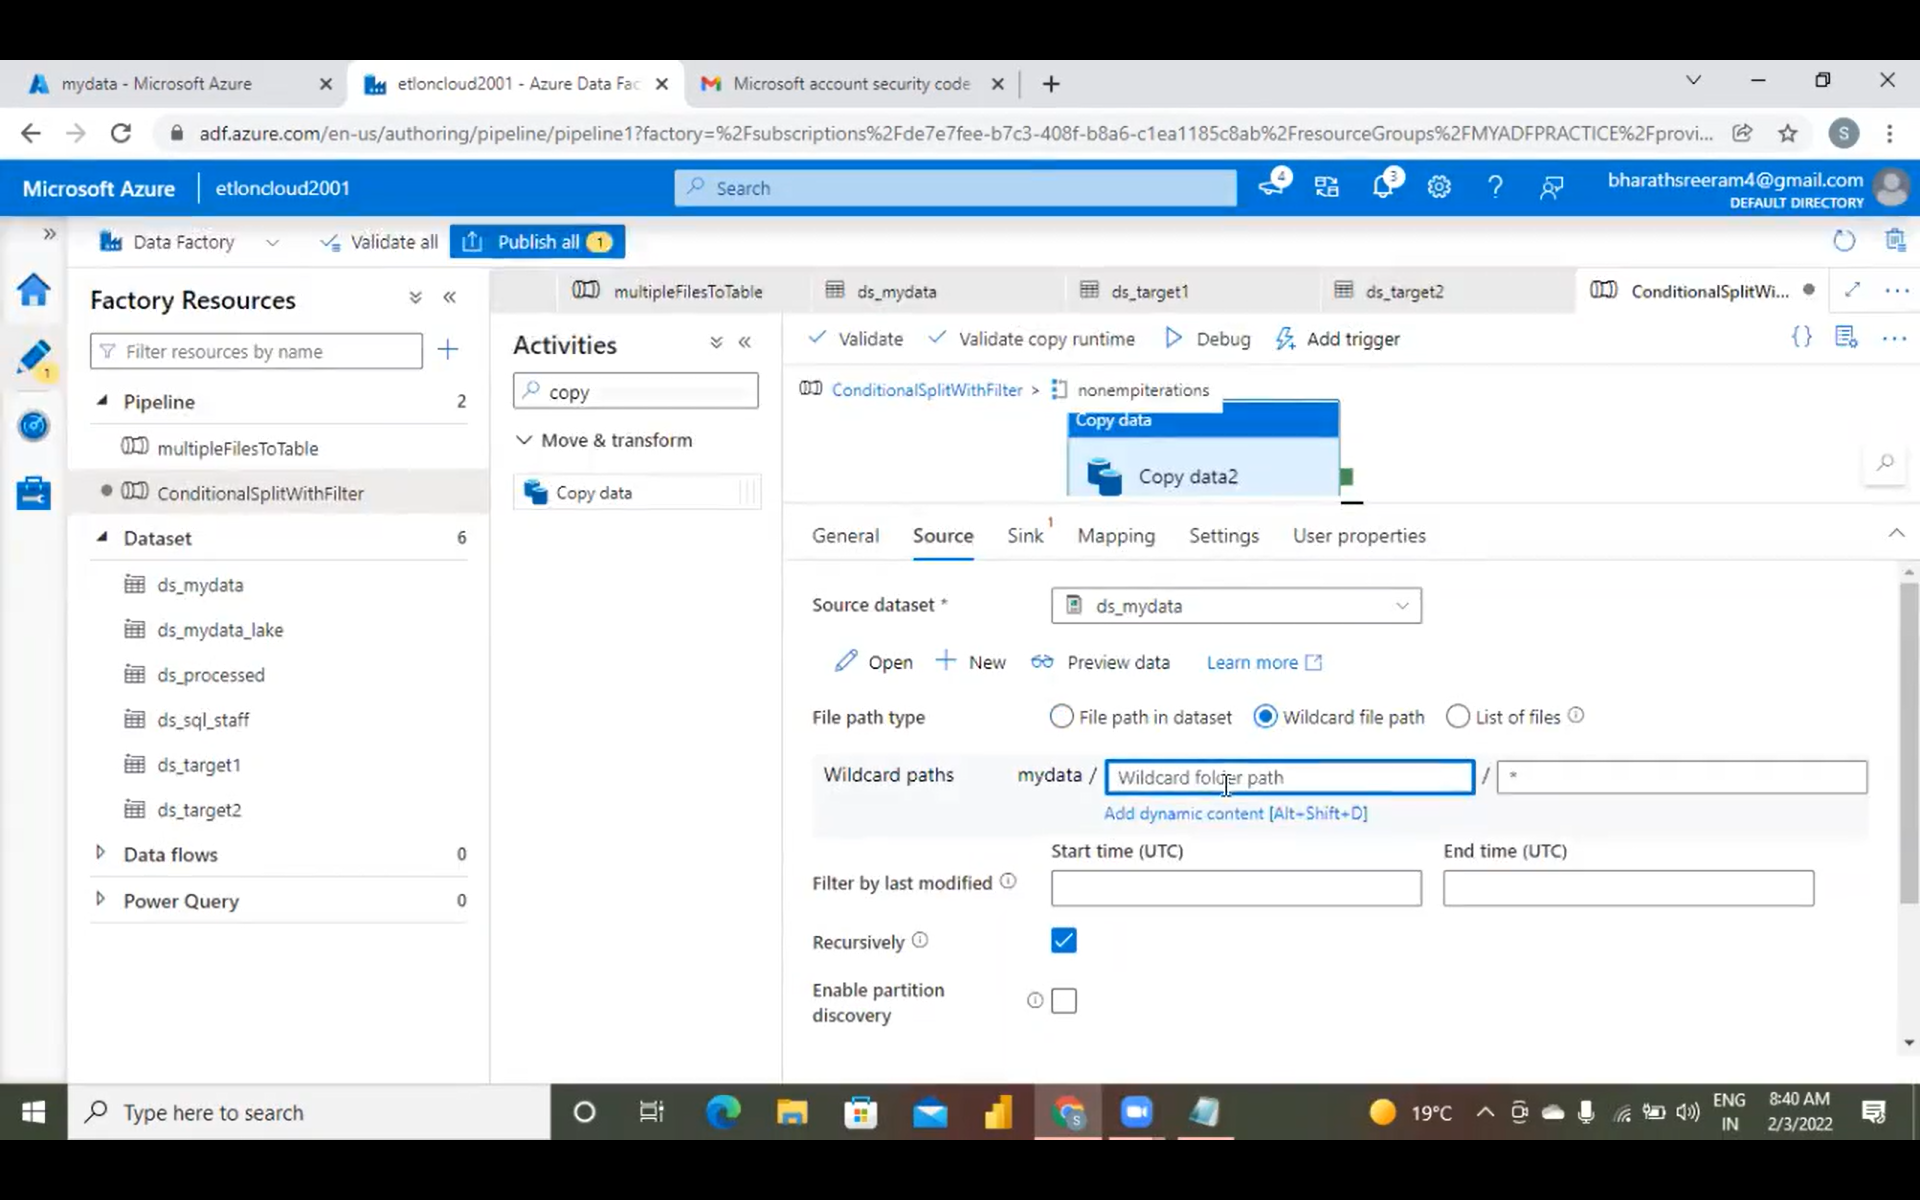 mydata - Microsoft Azure
etloncloud2001 - Azure Data Fac
Microsoft account security code
adf.azure.com/en-us/authoring/pipeline/pipeline1?factory=%2Fsubscriptions%2Fde7e7fee-b7c3-408f-b8a6-c1ea1185c8ab%2FresourceGroups%2FMYADFPRACTICE%2Fprovi...
S
Microsoft Azure
etloncloud2001
Search
4
3
bharathsreeram4@gmail.com
DEFAULT DIRECTORY
Data Factory
Validate all
Publish all 1
Factory Resources
Filter resources by name
1
Pipeline 2
multipleFilesToTable
ConditionalSplitWithFilter
Dataset 6
ds_mydata
ds_mydata_lake
ds_processed
ds_sql_staff
ds_target1
ds_target2
Data flows 0
Power Query 0
multipleFilesToTable
ds_mydata
ds_target1
ds_target2
ConditionalSplitWi...
Activities
copy
Move & transform
Copy data
Validate
Validate copy runtime
Debug
Add trigger
ConditionalSplitWithFilter > nonempiterations
Copy data
Copy data2
General
Source
Sink 1
Mapping
Settings
User properties
Source dataset * ds_mydata
Open
New
Preview data
Learn more
File path type
File path in dataset
Wildcard file path
List of files
Wildcard paths mydata / Wildcard folder path / *
Add dynamic content [Alt+Shift+D]
Start time (UTC) End time (UTC)
Filter by last modified
Recursively
Enable partition
discovery
Type here to search
19°C
ENG
IN
8:40 AM
2/3/2022